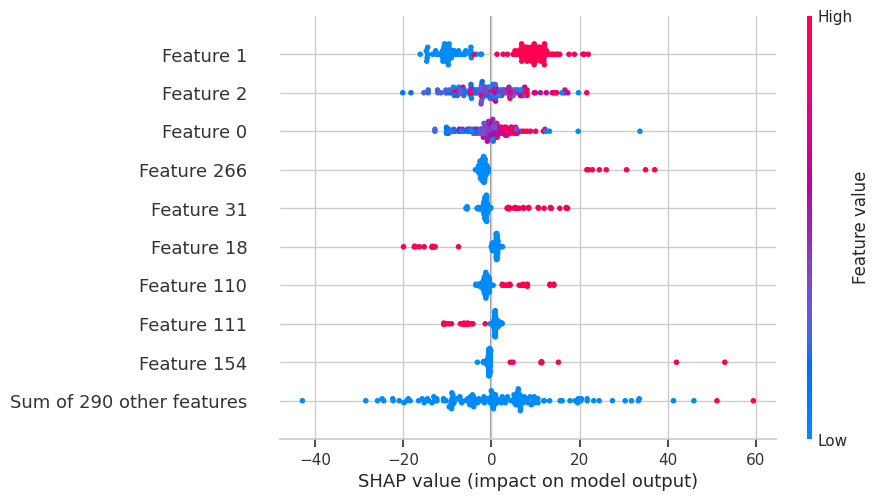 High
Feature 1
Feature 2
Feature 0
Feature 266
Feature 31
Feature 18
Feature 110
Feature 111
Feature 154
Sum of 290 other features
Feature value
Low
−40 −20 0 20 40 60
SHAP value (impact on model output)